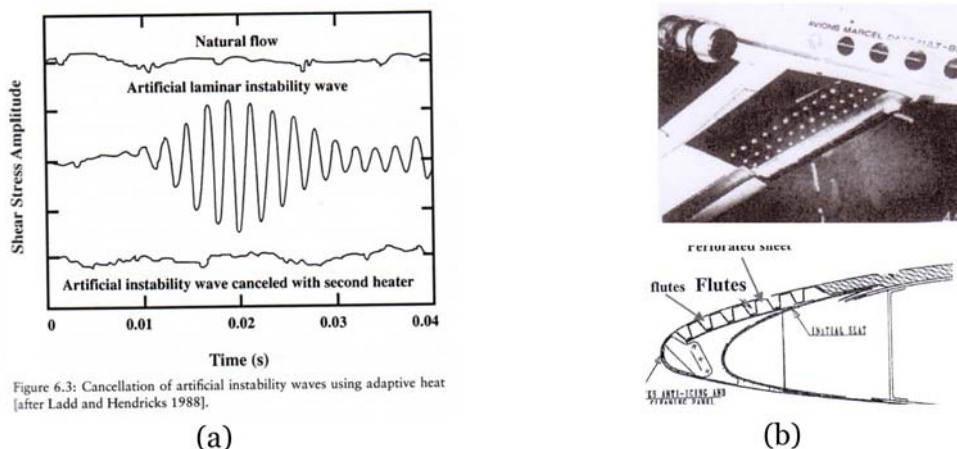 Natural flow
Artificial laminar instability wave
Shear Stress Amplitude
Artificial instability wave canceled with second heater
0 0.01 0.02 0.03 0.04
Time (s)
Figure 6.3: Cancellation of artificial instability waves using adaptive heat
[after Ladd and Hendricks 1988].
(a)
AVIONS MARCEL
Perforated sheet
flutes Flutes
INITIAL SLAT
ANTI-ICING AND
PANEL
(b)